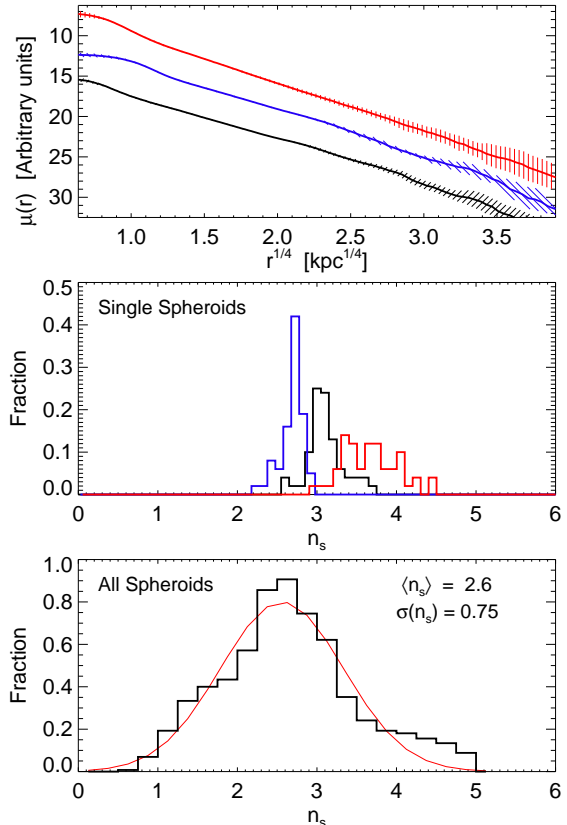 10
15
20
25
30
μ(r) [Arbitrary units]
1.0 1.5 2.0 2.5 3.0 3.5
r^{1/4} [kpc^{1/4}]
Single Spheroids
0.5
0.4
0.3
0.2
0.1
0.0
Fraction
0 1 2 3 4 5 6
n_s
All Spheroids
⟨n_s⟩ = 2.6
σ(n_s) = 0.75
1.0
0.8
0.6
0.4
0.2
0.0
Fraction
0 1 2 3 4 5 6
n_s